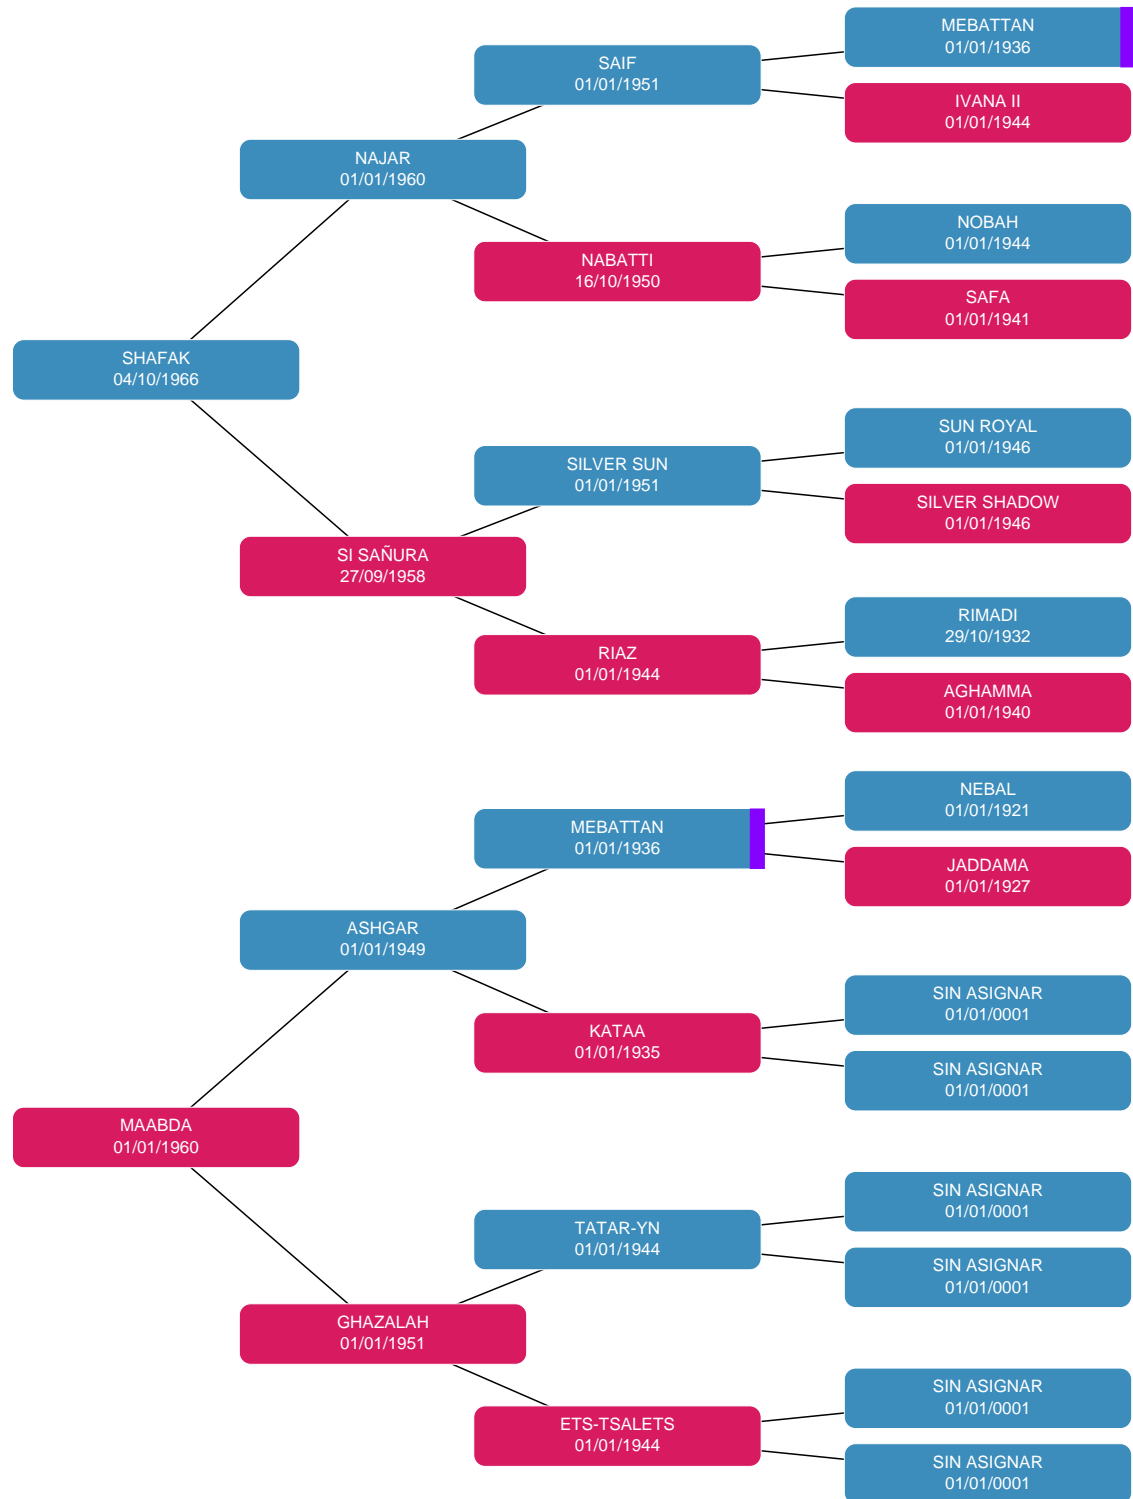 MEBATTAN
01/01/1936
SAIF
01/01/1951
IVANA II
01/01/1944
NAJAR
01/01/1960
NOBAH
01/01/1944
NABATTI
16/10/1950
SAFA
01/01/1941
SHAFAK
04/10/1966
SUN ROYAL
01/01/1946
SILVER SUN
01/01/1951
SILVER SHADOW
01/01/1946
SI SAÑURA
27/09/1958
RIMADI
29/10/1932
RIAZ
01/01/1944
AGHAMMA
01/01/1940
NEBAL
01/01/1921
MEBATTAN
01/01/1936
JADDAMA
01/01/1927
ASHGAR
01/01/1949
SIN ASIGNAR
01/01/0001
KATAA
01/01/1935
SIN ASIGNAR
01/01/0001
MAABDA
01/01/1960
SIN ASIGNAR
01/01/0001
TATAR-YN
01/01/1944
SIN ASIGNAR
01/01/0001
GHAZALAH
01/01/1951
SIN ASIGNAR
01/01/0001
ETS-TSALETS
01/01/1944
SIN ASIGNAR
01/01/0001